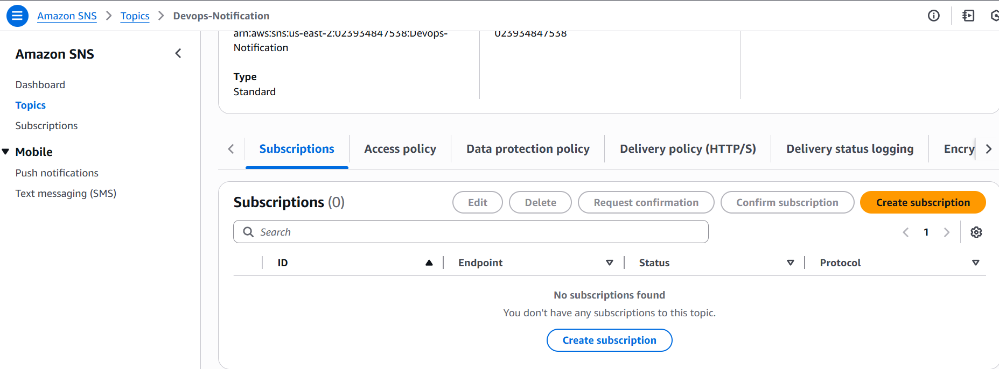 Amazon SNS > Topics > Devops-Notification
Amazon SNS
Dashboard
Topics
Subscriptions
Mobile
Push notifications
Text messaging (SMS)
arn:aws:sns:us-east-2:023934847538:Devops-
Notification
023934847538
Type
Standard
Subscriptions
Access policy
Data protection policy
Delivery policy (HTTP/S)
Delivery status logging
Encry
Subscriptions (0)
Edit
Delete
Request confirmation
Confirm subscription
Create subscription
Search
1
ID
Endpoint
Status
Protocol
No subscriptions found
You don't have any subscriptions to this topic.
Create subscription